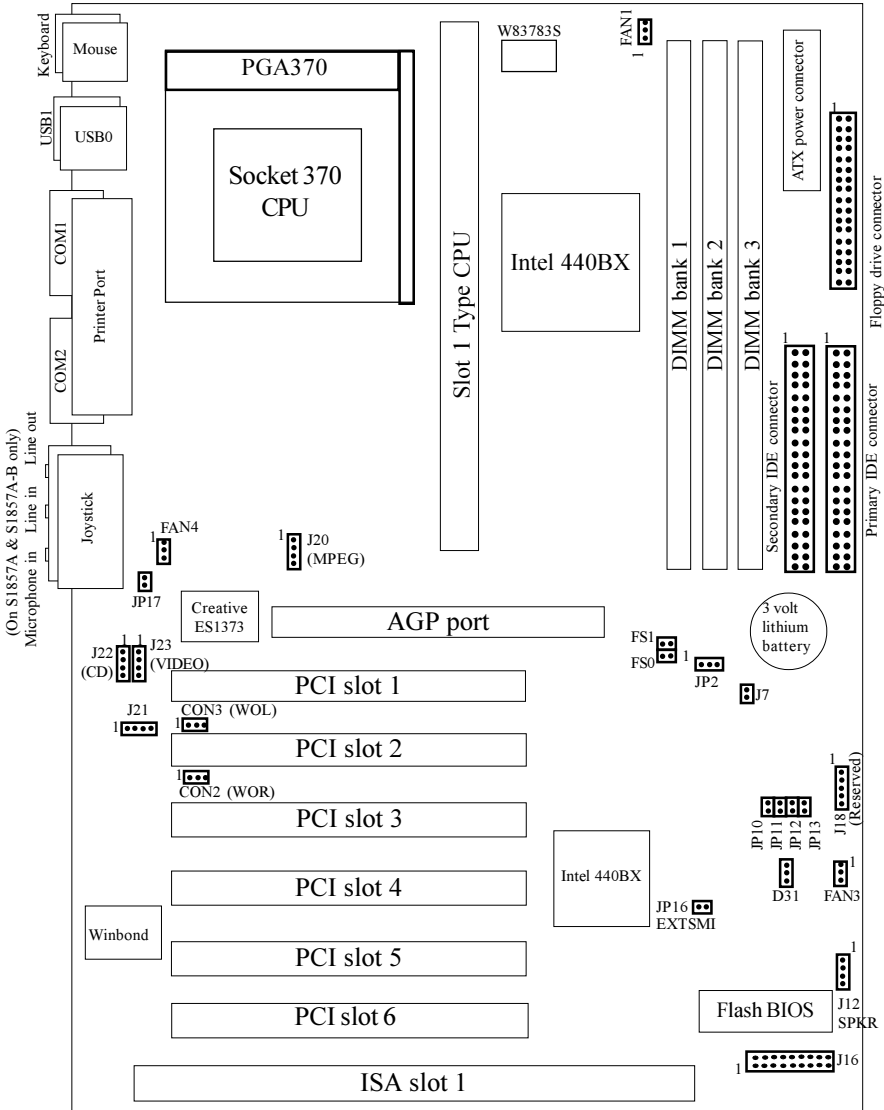 Keyboard
Mouse
USB1
USB0
COM1
COM2
Printer Port
(On S1857A & S1857A-B only)
Microphone in Line in Line out
Joystick
PGA370
Socket 370
CPU
Slot 1 Type CPU
W83783S
Intel 440BX
FAN1
1
DIMM bank 1
DIMM bank 2
DIMM bank 3
ATX power connector
1
Floppy drive connector
1
Secondary IDE connector
1
Primary IDE connector
1
FAN4
JP17
1
J20
(MPEG)
Creative
ES1373
AGP port
3 volt
lithium
battery
FS1
FS0
1
JP2
J7
1
J22
(CD)
1
J23
(VIDEO)
J21
1
PCI slot 1
CON3 (WOL)
1
PCI slot 2
1
CON2 (WOR)
PCI slot 3
PCI slot 4
PCI slot 5
PCI slot 6
ISA slot 1
Winbond
Intel 440BX
JP16
EXTSMI
JP10
JP11
JP12
JP13
1
J18
(Reserved)
D31
1
FAN3
1
J12
SPKR
Flash BIOS
1
J16